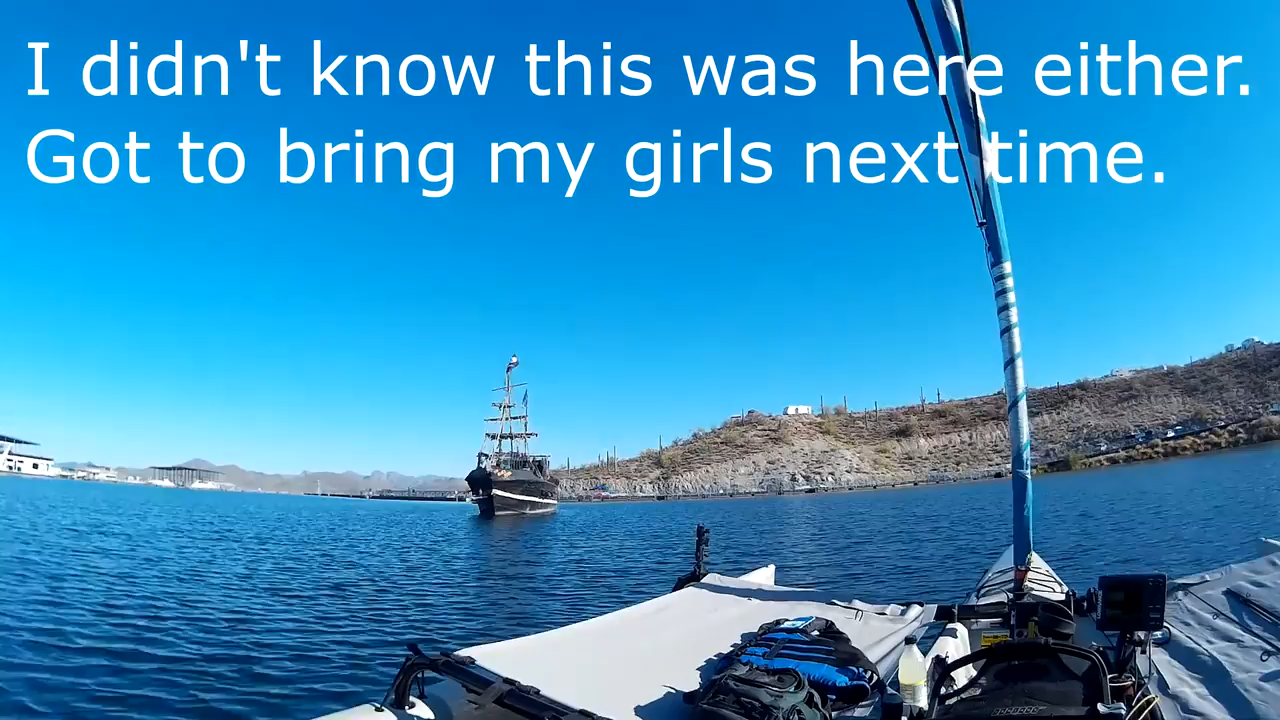 I didn't know this was here either.
Got to bring my girls next time.